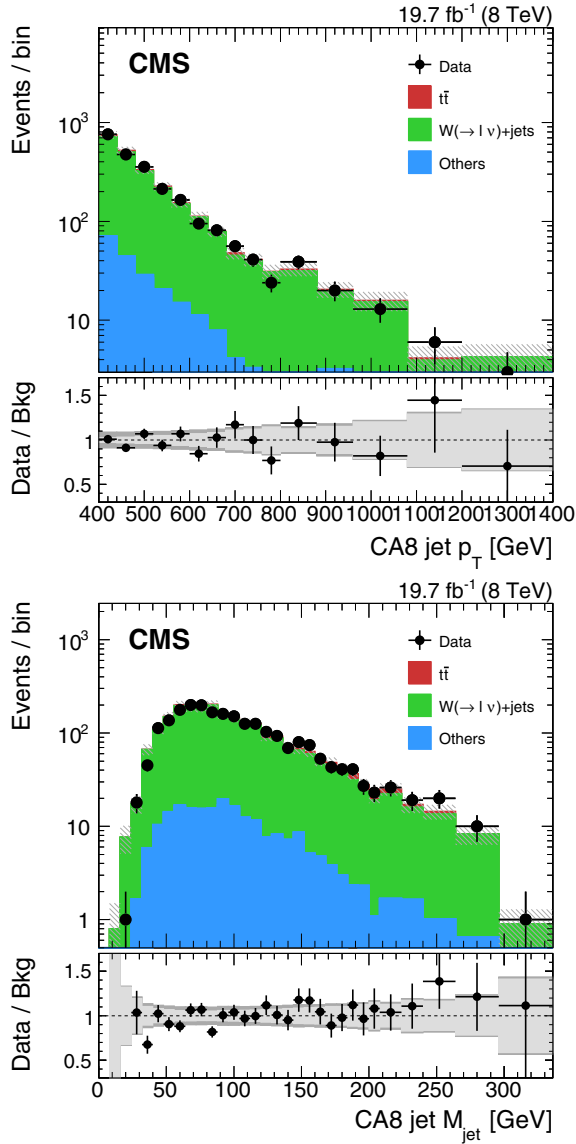 19.7 fb⁻¹ (8 TeV)
Events / bin
CMS
Data
tt̄
W(→ l ν)+jets
Others
10³
10²
10
Data / Bkg
1.5
1
0.5
400 500 600 700 800 900 1000 1100 1200 1300 1400
CA8 jet p_T [GeV]
19.7 fb⁻¹ (8 TeV)
Events / bin
CMS
Data
tt̄
W(→ l ν)+jets
Others
10³
10²
10
1
Data / Bkg
1.5
1
0.5
0 50 100 150 200 250 300
CA8 jet M_jet [GeV]